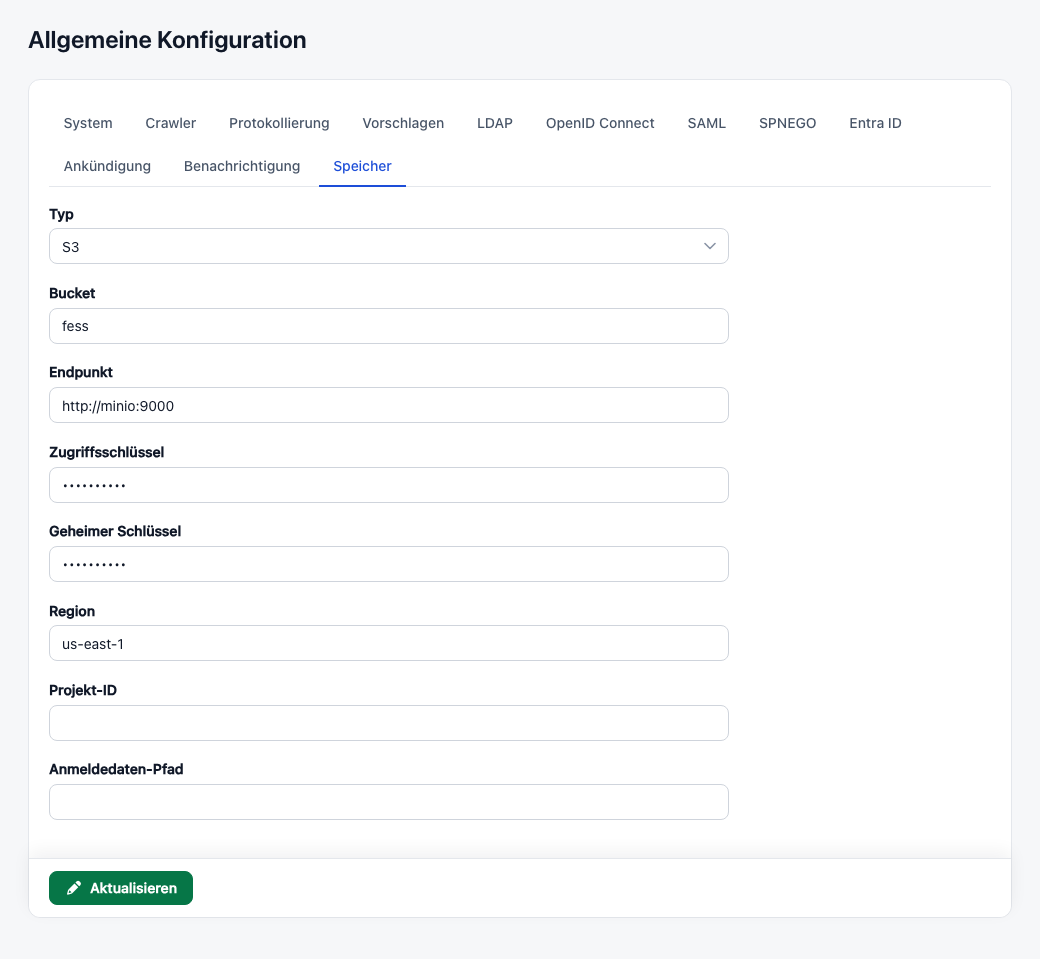 Allgemeine Konfiguration
System Crawler Protokollierung Vorschlagen LDAP OpenID Connect SAML SPNEGO Entra ID
Ankündigung Benachrichtigung Speicher
Typ
S3
Bucket
fess
Endpunkt
http://minio:9000
Zugriffsschlüssel
••••••••••
Geheimer Schlüssel
••••••••••
Region
us-east-1
Projekt-ID
Anmeldedaten-Pfad
Aktualisieren